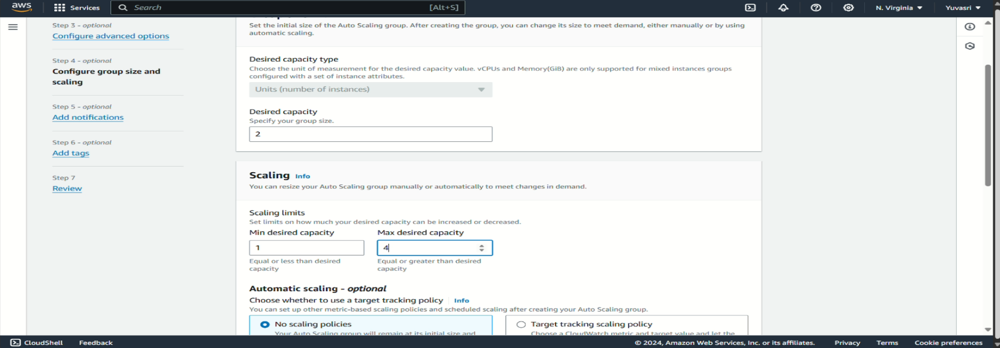 aws
Services
Search
[Alt+S]
N. Virginia
Yuvasri
Step 3 - optional
Configure advanced options
Step 4 - optional
Configure group size and
scaling
Step 5 - optional
Add notifications
Step 6 - optional
Add tags
Step 7
Review
Set the initial size of the Auto Scaling group. After creating the group, you can change its size to meet demand, either manually or by using
automatic scaling.
Desired capacity type
Choose the unit of measurement for the desired capacity value. vCPUs and Memory(GiB) are only supported for mixed instances groups
configured with a set of instance attributes.
Units (number of instances)
Desired capacity
Specify your group size.
2
Scaling Info
You can resize your Auto Scaling group manually or automatically to meet changes in demand.
Scaling limits
Set limits on how much your desired capacity can be increased or decreased.
Min desired capacity
1
Equal or less than desired
capacity
Max desired capacity
4
Equal or greater than desired
capacity
Automatic scaling - optional
Choose whether to use a target tracking policy Info
You can set up other metric-based scaling policies and scheduled scaling after creating your Auto Scaling group.
No scaling policies
Your Auto Scaling group will remain at its initial size and
Target tracking scaling policy
Choose a CloudWatch metric and target value and let the
CloudShell
Feedback
© 2024, Amazon Web Services, Inc. or its affiliates.
Privacy
Terms
Cookie preferences